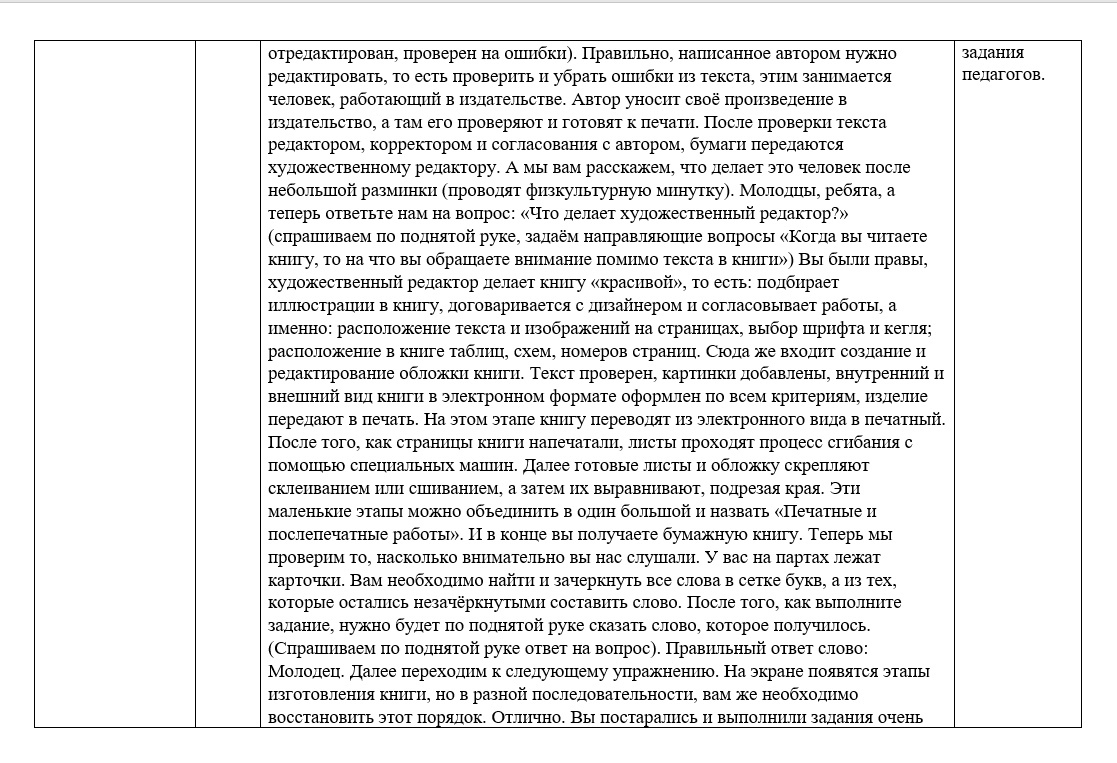 отредактирован, проверен на ошибки). Правильно, написанное автором нужно
редактировать, то есть проверить и убрать ошибки из текста, этим занимается
человек, работающий в издательстве. Автор уносит своё произведение в
издательство, а там его проверяют и готовят к печати. После проверки текста
редактором, корректором и согласования с автором, бумаги передаются
художественному редактору. А мы вам расскажем, что делает это человек после
небольшой разминки (проводят физкультурную минутку). Молодцы, ребята, а
теперь ответьте нам на вопрос: «Что делает художественный редактор?»
(спрашиваем по поднятой руке, задаём направляющие вопросы «Когда вы читаете
книгу, то на что вы обращаете внимание помимо текста в книги») Вы были правы,
художественный редактор делает книгу «красивой», то есть: подбирает
иллюстрации в книгу, договаривается с дизайнером и согласовывает работы, а
именно: расположение текста и изображений на страницах, выбор шрифта и кегля;
расположение в книге таблиц, схем, номеров страниц. Сюда же входит создание и
редактирование обложки книги. Текст проверен, картинки добавлены, внутренний и
внешний вид книги в электронном формате оформлен по всем критериям, изделие
передают в печать. На этом этапе книгу переводят из электронного вида в печатный.
После того, как страницы книги напечатали, листы проходят процесс сгибания с
помощью специальных машин. Далее готовые листы и обложку скрепляют
склеиванием или сшиванием, а затем их выравнивают, подрезая края. Эти
маленькие этапы можно объединить в один большой и назвать «Печатные и
послепечатные работы». И в конце вы получаете бумажную книгу. Теперь мы
проверим то, насколько внимательно вы нас слушали. У вас на партах лежат
карточки. Вам необходимо найти и зачеркнуть все слова в сетке букв, а из тех,
которые остались незачёркнутыми составить слово. После того, как выполните
задание, нужно будет по поднятой руке сказать слово, которое получилось.
(Спрашиваем по поднятой руке ответ на вопрос). Правильный ответ слово:
Молодец. Далее переходим к следующему упражнению. На экране появятся этапы
изготовления книги, но в разной последовательности, вам же необходимо
восстановить этот порядок. Отлично. Вы постарались и выполнили задания очень
задания
педагогов.